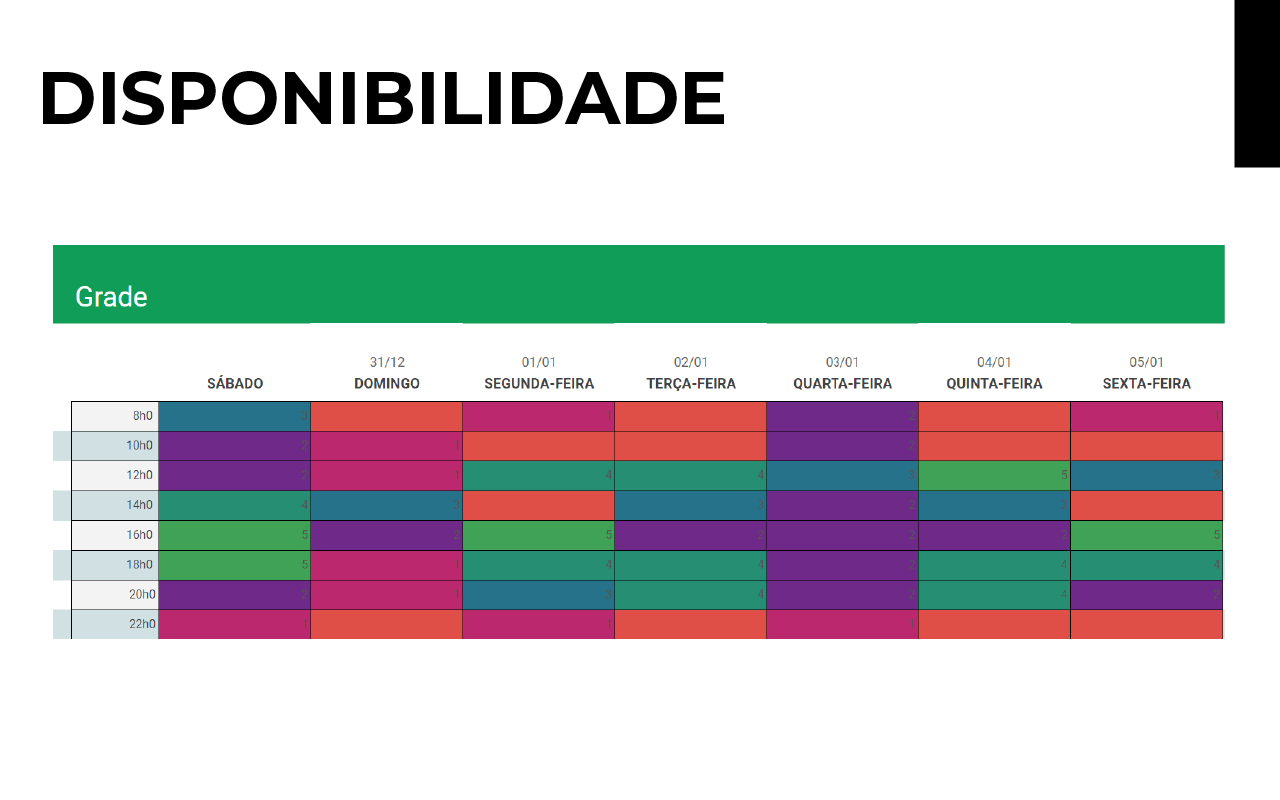 DISPONIBILIDADE
Grade
31/12 01/01 02/01 03/01 04/01 05/01
SÁBADO DOMINGO SEGUNDA-FEIRA TERÇA-FEIRA QUARTA-FEIRA QUINTA-FEIRA SEXTA-FEIRA
8h0 3 1 2 1
10h0 2 1 2
12h0 2 1 4 4 3 5 3
14h0 4 3 3 2 3
16h0 5 2 5 2 2 2 5
18h0 5 1 4 4 2 4 4
20h0 2 1 3 4 2 4 2
22h0 1 1 1